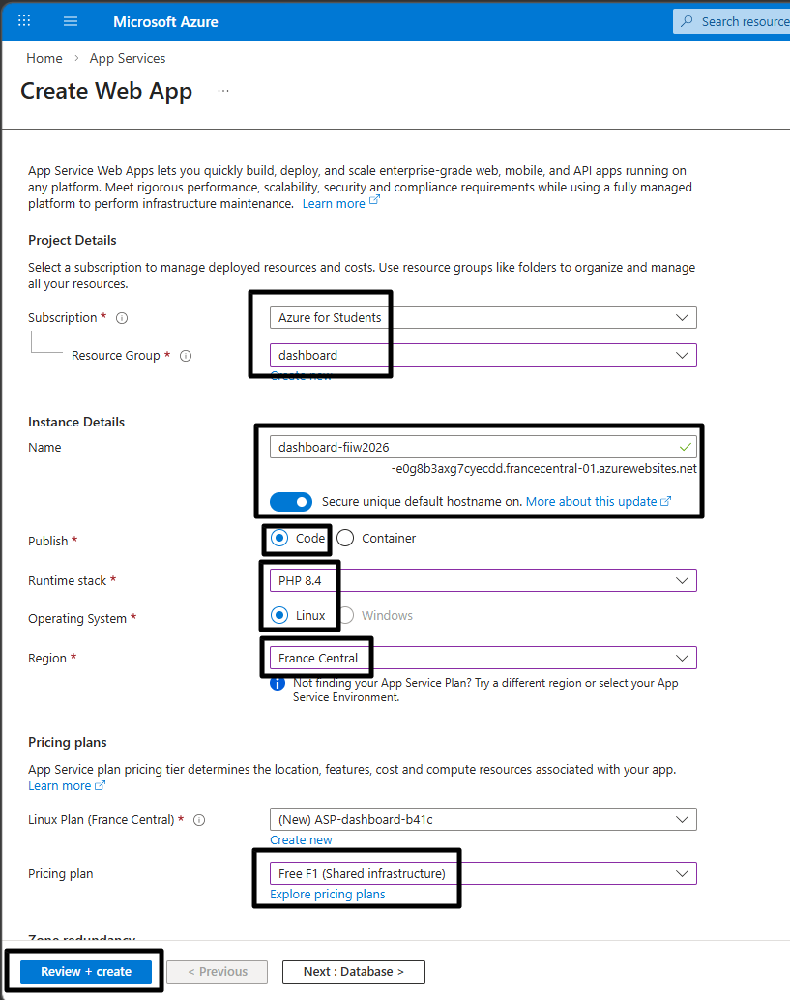 Microsoft Azure
Search resource
Home > App Services
Create Web App ...
App Service Web Apps lets you quickly build, deploy, and scale enterprise-grade web, mobile, and API apps running on
any platform. Meet rigorous performance, scalability, security and compliance requirements while using a fully managed
platform to perform infrastructure maintenance. Learn more
Project Details
Select a subscription to manage deployed resources and costs. Use resource groups like folders to organize and manage
all your resources.
Subscription *
Azure for Students
Resource Group *
dashboard
Create new
Instance Details
Name
dashboard-fiiw2026
-e0g8b3axg7cyecdd.francecentral-01.azurewebsites.net
Secure unique default hostname on. More about this update
Publish *
Code
Container
Runtime stack *
PHP 8.4
Operating System *
Linux
Windows
Region *
France Central
Not finding your App Service Plan? Try a different region or select your App
Service Environment.
Pricing plans
App Service plan pricing tier determines the location, features, cost and compute resources associated with your app.
Learn more
Linux Plan (France Central) *
(New) ASP-dashboard-b41c
Create new
Pricing plan
Free F1 (Shared infrastructure)
Explore pricing plans
Zone redundancy
Review + create
< Previous
Next : Database >